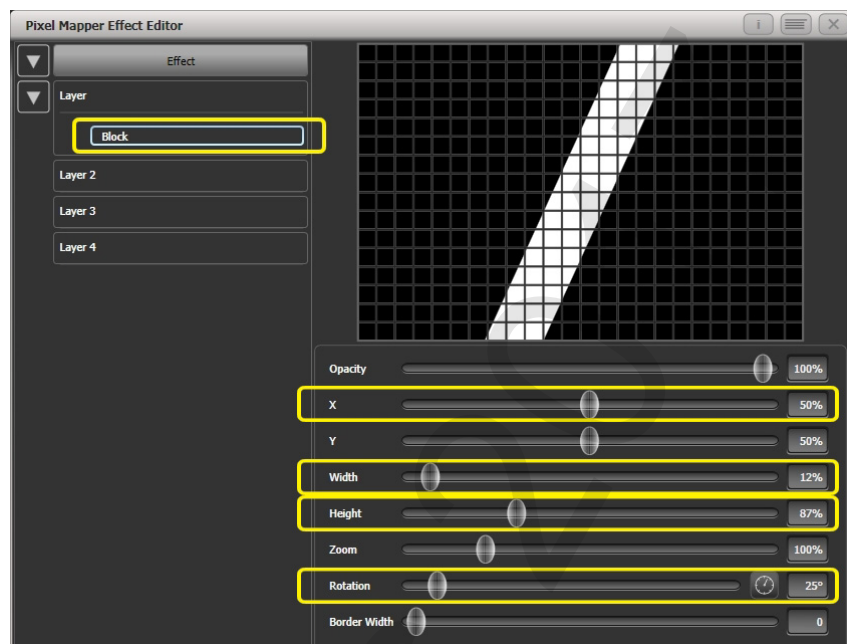 Pixel Mapper Effect Editor
i
Effect
Layer
Block
Layer 2
Layer 3
Layer 4
Opacity 100%
X 50%
Y 50%
Width 12%
Height 87%
Zoom 100%
Rotation 25°
Border Width 0